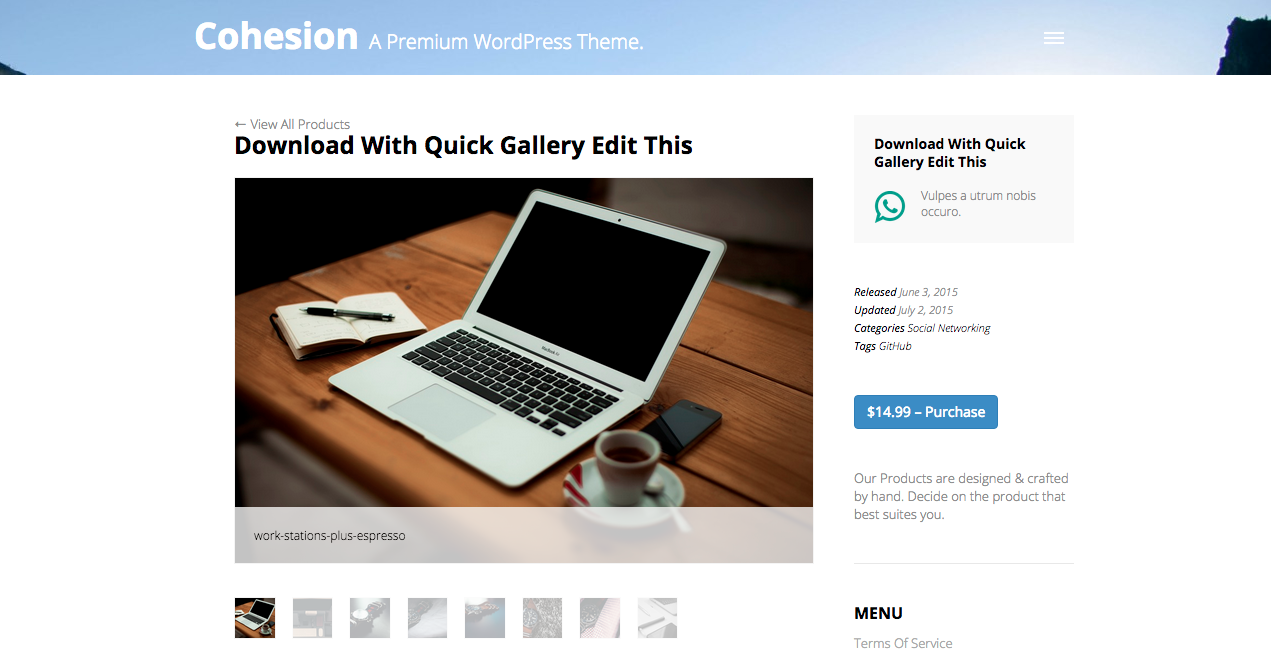 Cohesion A Premium WordPress Theme.
← View All Products
Download With Quick Gallery Edit This
work-stations-plus-espresso
Download With Quick
Gallery Edit This
Vulpes a utrum nobis
occuro.
Released June 3, 2015
Updated July 2, 2015
Categories Social Networking
Tags GitHub
$14.99 – Purchase
Our Products are designed & crafted
by hand. Decide on the product that
best suites you.
MENU
Terms Of Service